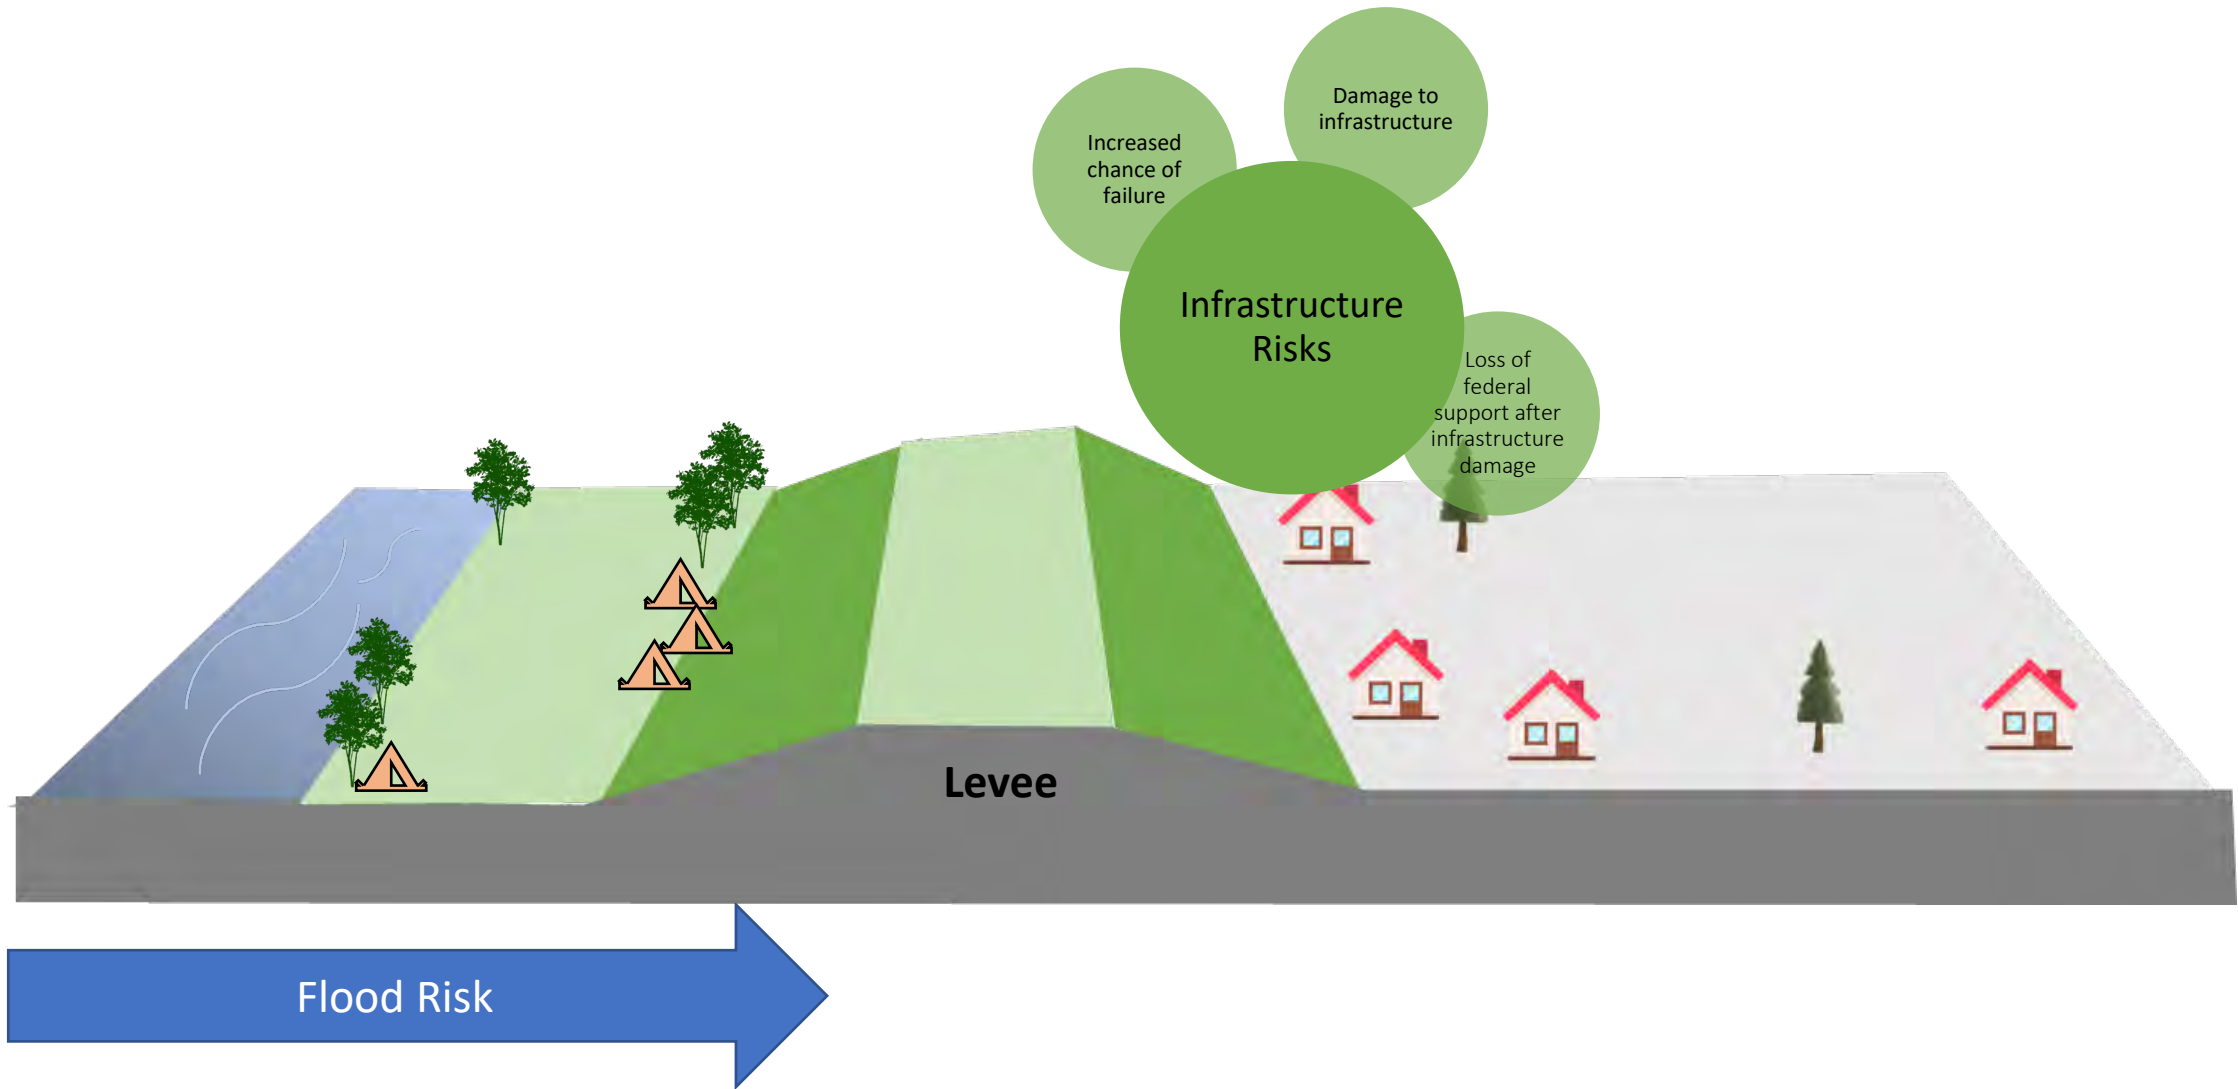 Damage to
infrastructure
Increased
chance of
failure
Infrastructure
Risks
Loss of
federal
support after
infrastructure
damage
Levee
Flood Risk